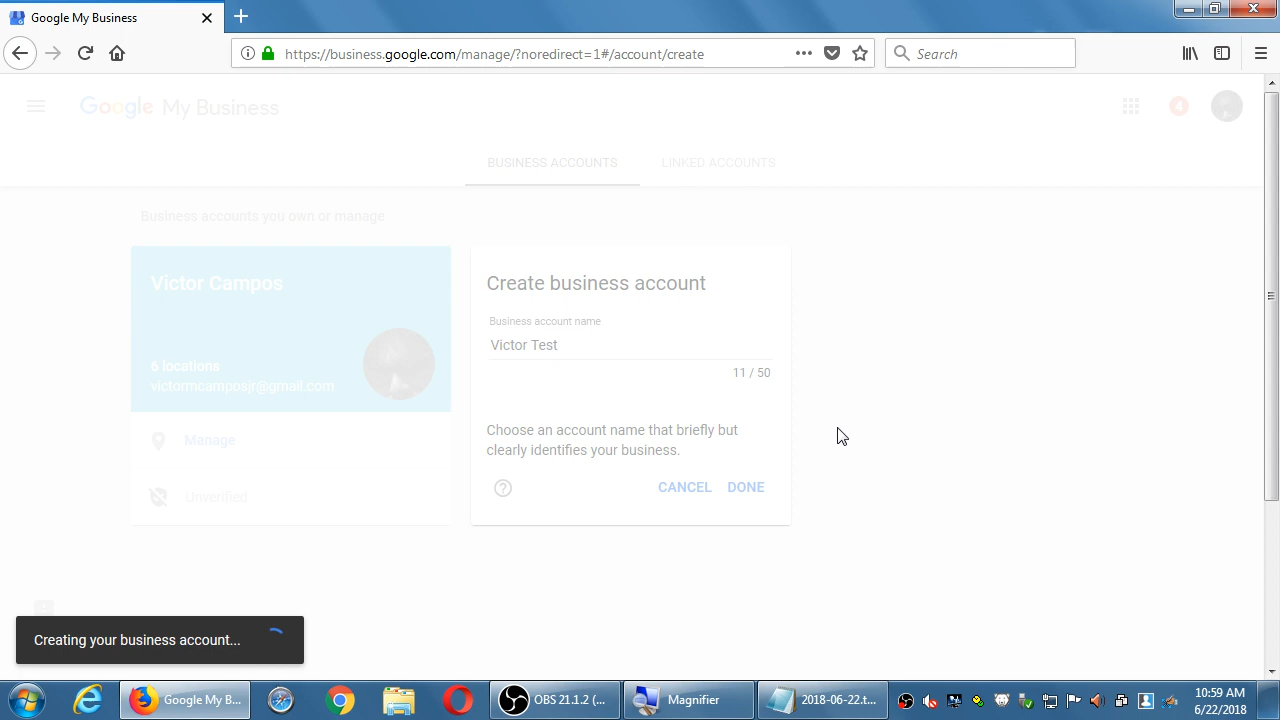 Google My Business
https://business.google.com/manage/?noredirect=1#/account/create
Search
Google My Business
4
BUSINESS ACCOUNTS
LINKED ACCOUNTS
Business accounts you own or manage
Victor Campos
6 locations
victormcampoajr@gmail.com
Manage
Unverified
Create business account
Business account name
Victor Test
11 / 50
Choose an account name that briefly but
clearly identifies your business.
CANCEL
DONE
Creating your business account...
Google My B...
OBS 21.1.2 (...
Magnifier
2018-06-22.t...
10:59 AM
6/22/2018